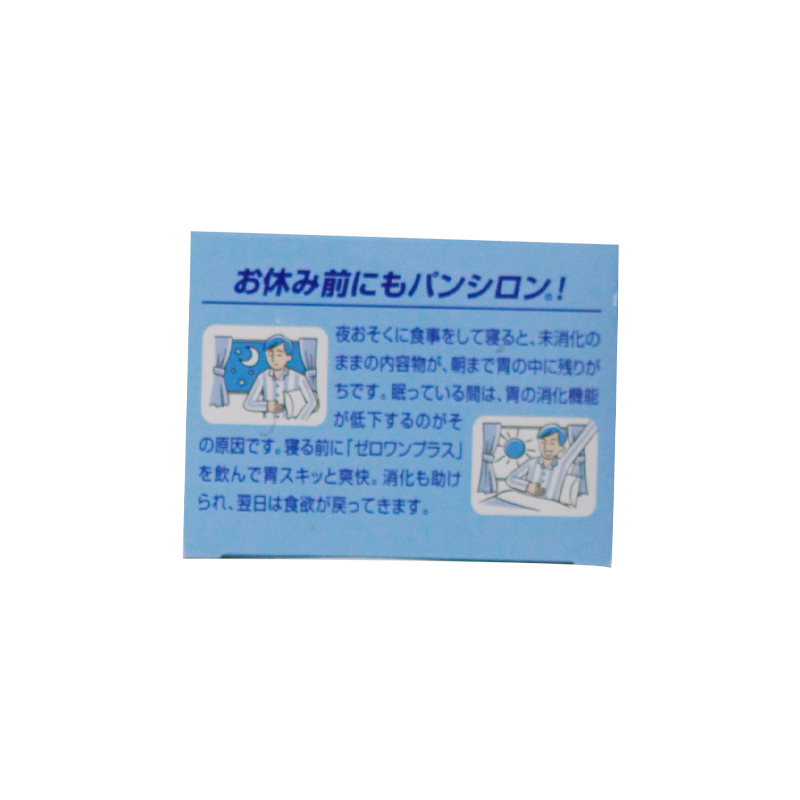 お休み前にもパンシロン®!
夜おそくに食事をして寝ると、未消化の
ままの内容物が、朝まで胃の中に残りが
ちです。眠っている間は、胃の消化機能
が低下するのがそ
の原因です。寝る前に「ゼロワンプラス」
を飲んで胃スキッと爽快。消化も助け
られ、翌日は食欲が戻ってきます。